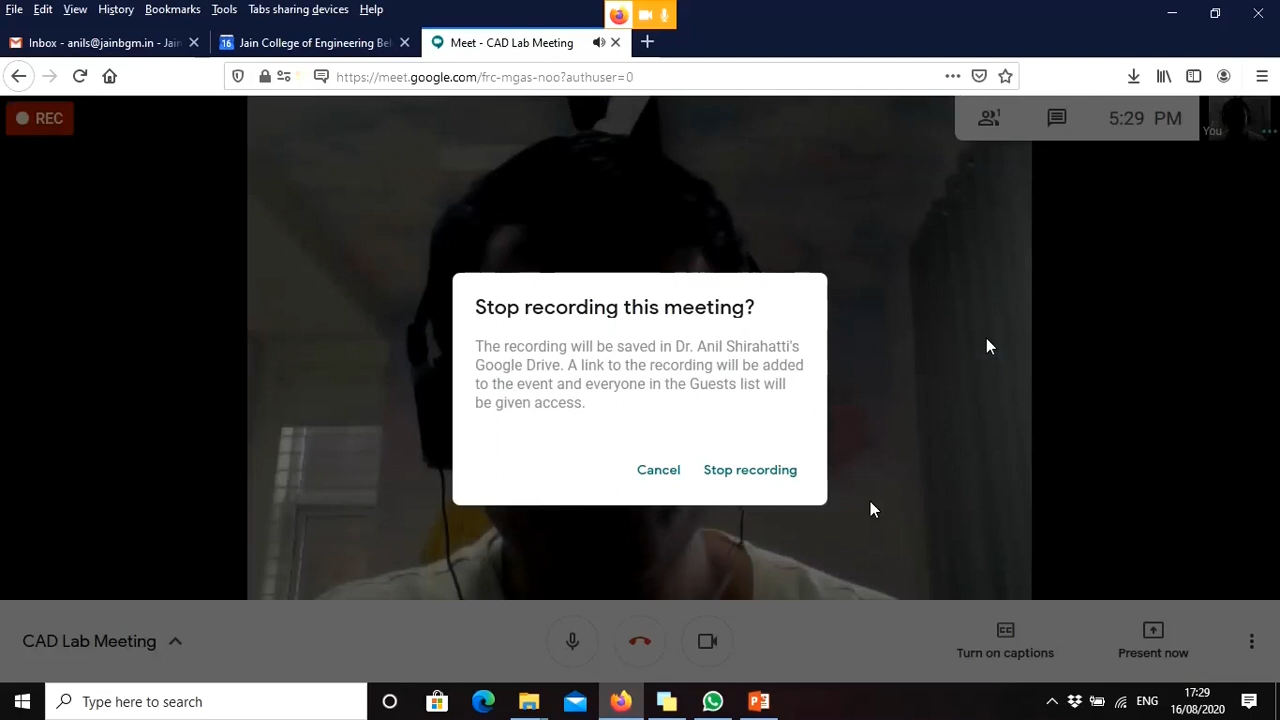 File Edit View History Bookmarks Tools Tabs sharing devices Help
Inbox - anils@jainbgm.in - Jain
16 Jain College of Engineering Bel
Meet - CAD Lab Meeting
https://meet.google.com/frc-mgas-noo?authuser=0
REC
1
5:29 PM
You
Stop recording this meeting?
The recording will be saved in Dr. Anil Shirahatti's
Google Drive. A link to the recording will be added
to the event and everyone in the Guests list will
be given access.
Cancel Stop recording
CAD Lab Meeting
CC
Turn on captions
Present now
Type here to search
ENG
17:29
16/08/2020